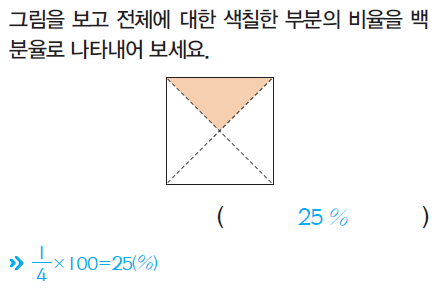 그림을 보고 전체에 대한 색칠한 부분의 비율을 백
분율로 나타내어 보세요.
( 25 % )
» 1/4×100=25(%)